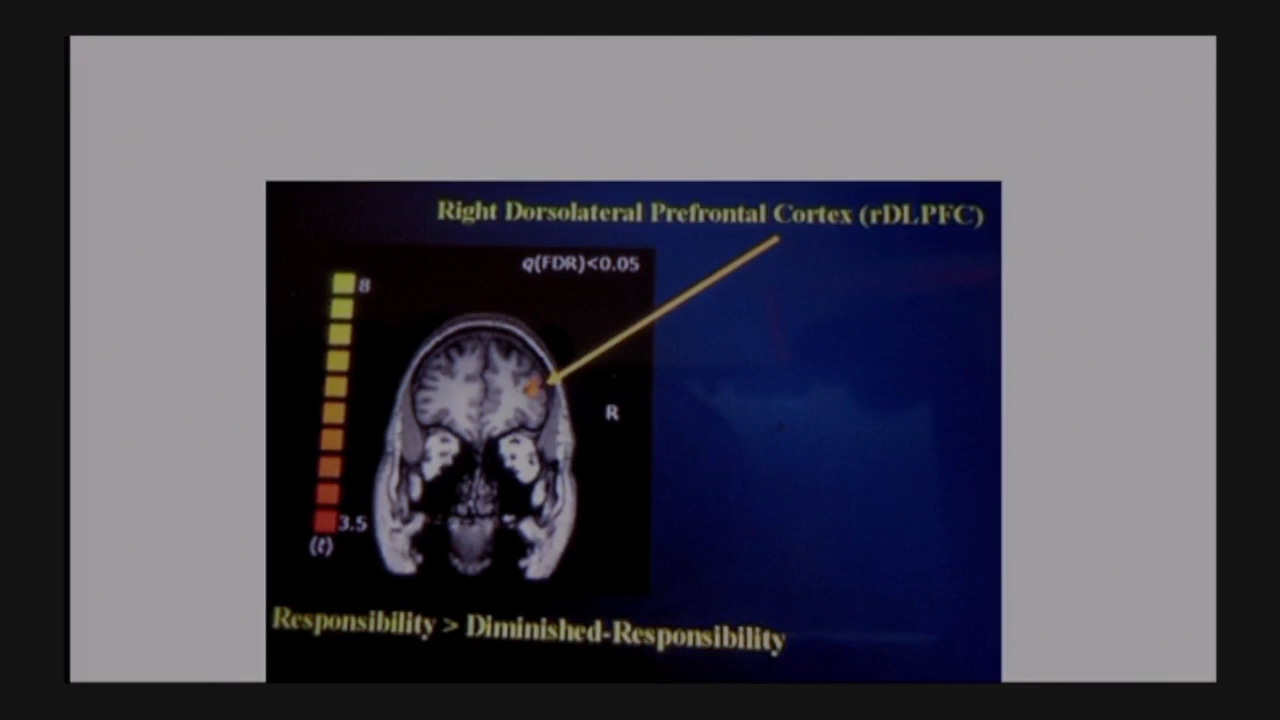 Right Dorsolateral Prefrontal Cortex (rDLPFC)
q(FDR)<0.05
8
R
3.5
(t)
Responsibility > Diminished-Responsibility